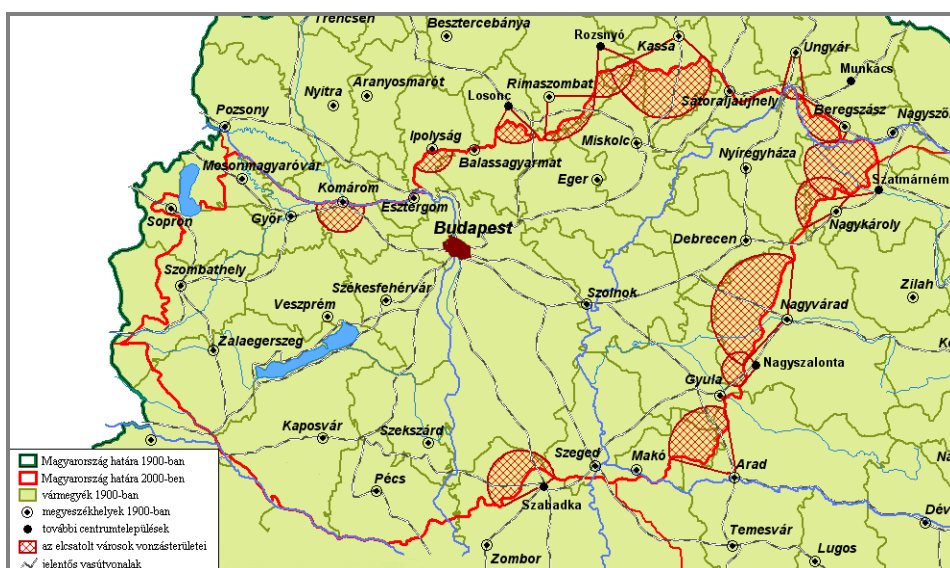 Trencsén
Besztercebánya
Rozsnyó
Kassa
Ungvár
Munkács
Nyitra
Aranyosmarót
Rimaszombat
Losonc
Sátoraljaujhely
Beregszász
Pozsony
Ipolyság
Balassagyarmat
Miskolc
Nyíregyháza
Mosonmagyaróvár
Komárom
Esztergom
Eger
Szatmárném
Sopron
Győr
Nagykároly
Budapest
Debrecen
Szombathely
Székesfehérvár
Veszprém
Szolnok
Zilah
Nagyvárad
Zalaegerszeg
Nagyszalonta
Gyula
Kaposvár
Szekszárd
Szeged
Makó
Arad
Pécs
Szabadka
Temesvár
Zombor
Lugos
Magyarország határa 1900-ban
Magyarország határa 2000-ben
vármegyék 1900-ban
megyeszékhelyek 1900-ban
további centrumtelepülések
az elcsatolt városok vonzásterületei
jelentős vasútvonalak